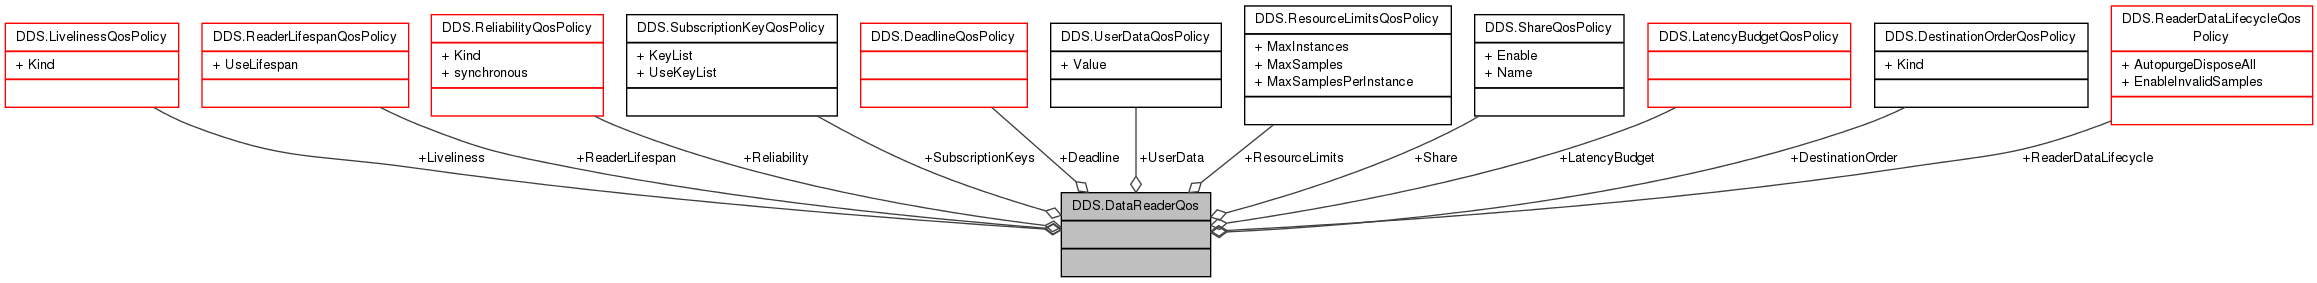 DDS.LivelinessQosPolicy
+ Kind
DDS.ReaderLifespanQosPolicy
+ UseLifespan
DDS.ReliabilityQosPolicy
+ Kind
+ synchronous
DDS.SubscriptionKeyQosPolicy
+ KeyList
+ UseKeyList
DDS.DeadlineQosPolicy
DDS.UserDataQosPolicy
+ Value
DDS.ResourceLimitsQosPolicy
+ MaxInstances
+ MaxSamples
+ MaxSamplesPerInstance
DDS.ShareQosPolicy
+ Enable
+ Name
DDS.LatencyBudgetQosPolicy
DDS.DestinationOrderQosPolicy
+ Kind
DDS.ReaderDataLifecycleQos
Policy
+ AutopurgeDisposeAll
+ EnableInvalidSamples
+Liveliness
+ReaderLifespan
+Reliability
+SubscriptionKeys
+Deadline
+UserData
+ResourceLimits
+Share
+LatencyBudget
+DestinationOrder
+ReaderDataLifecycle
DDS.DataReaderQos